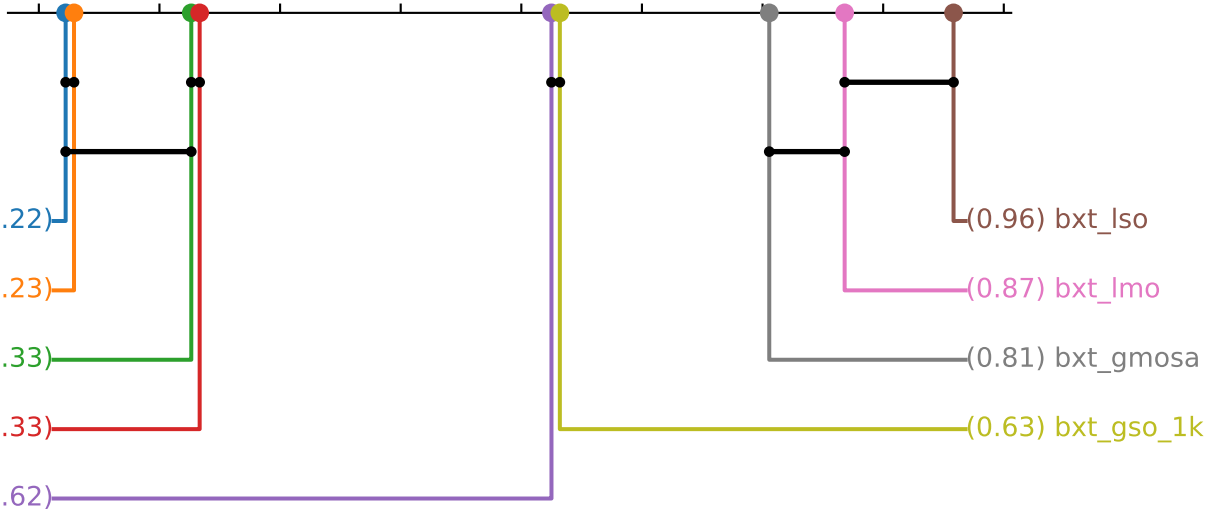 .22)
(0.96) bxt_lso
.23)
(0.87) bxt_lmo
.33)
(0.81) bxt_gmosa
.33)
(0.63) bxt_gso_1k
.62)